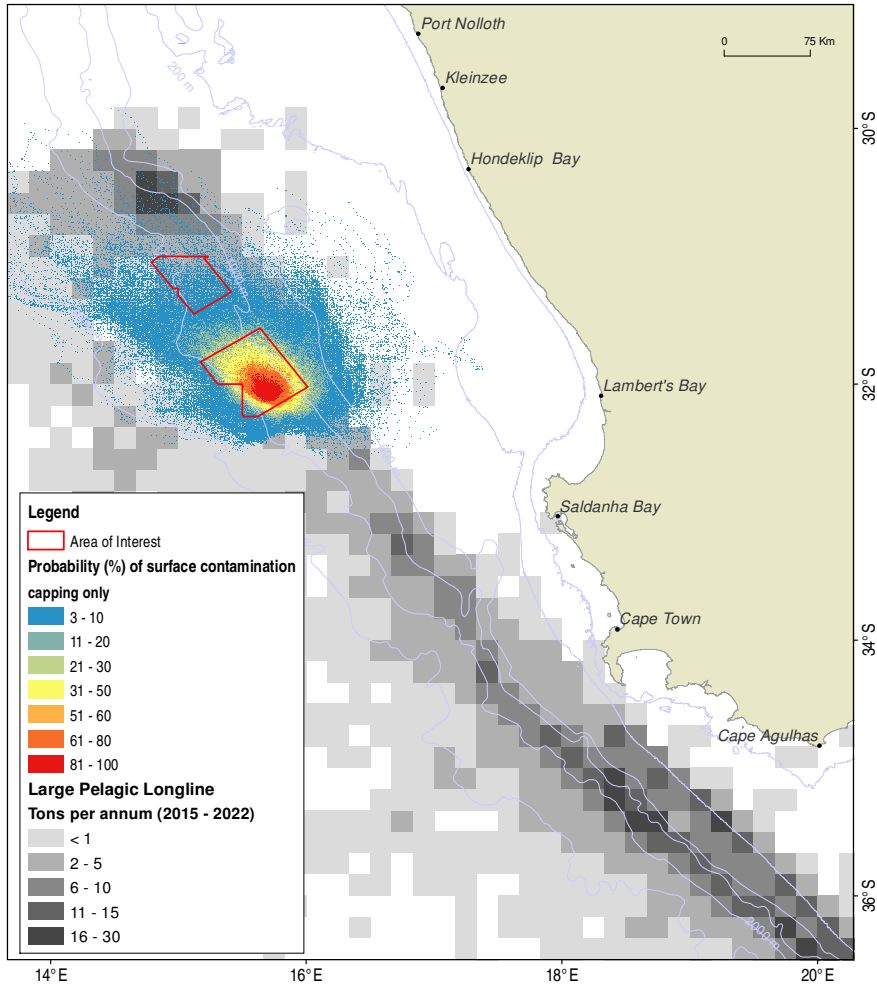 Port Nolloth
0
75 Km
200 m
Kleinzee
30°S
Hondeklip Bay
Lambert's Bay
32°S
Legend
Area of Interest
Probability (%) of surface contamination
capping only
3 - 10
11 - 20
21 - 30
31 - 50
51 - 60
61 - 80
81 - 100
Large Pelagic Longline
Tons per annum (2015 - 2022)
< 1
2 - 5
6 - 10
11 - 15
16 - 30
Saldanha Bay
Cape Town
34°S
Cape Agulhas
36°S
2000 m
14°E
16°E
18°E
20°E